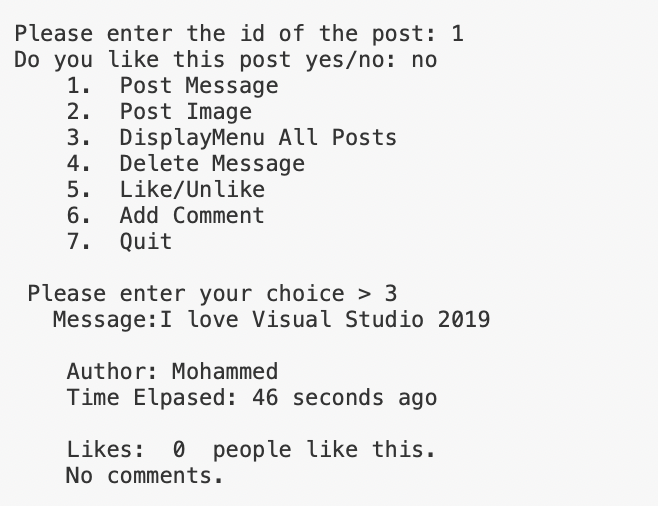 Please enter the id of the post: 1
Do you like this post yes/no: no
1.  Post Message
2.  Post Image
3.  DisplayMenu All Posts
4.  Delete Message
5.  Like/Unlike
6.  Add Comment
7.  Quit
Please enter your choice > 3
Message:I love Visual Studio 2019
Author: Mohammed
Time Elpased: 46 seconds ago
Likes:  0  people like this.
No comments.